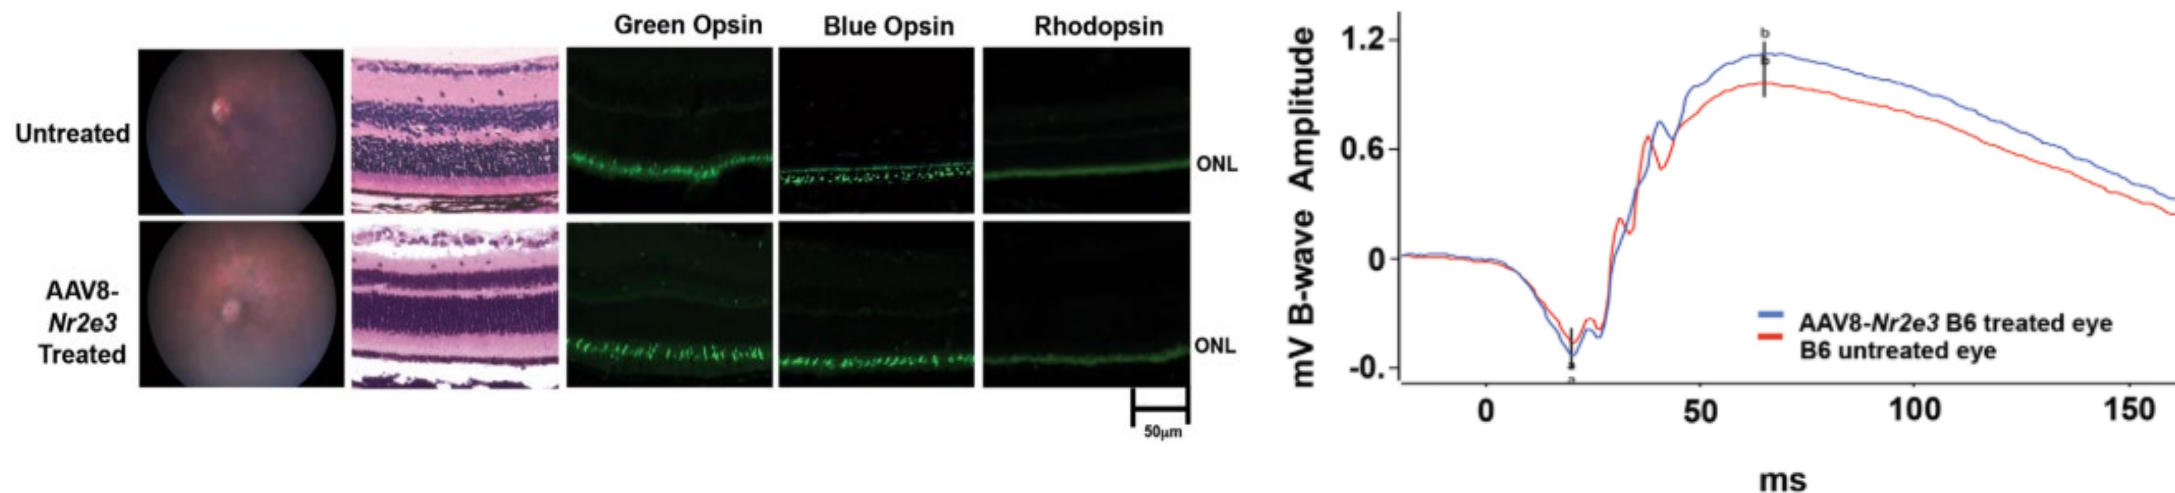 Green Opsin
Blue Opsin
Rhodopsin
Untreated
ONL
AAV8-
Nr2e3
Treated
ONL
50μm
mV B-wave Amplitude
1.2
0.6
0
-0.
b
b
a
a
AAV8-Nr2e3 B6 treated eye
B6 untreated eye
0
50
100
150
ms